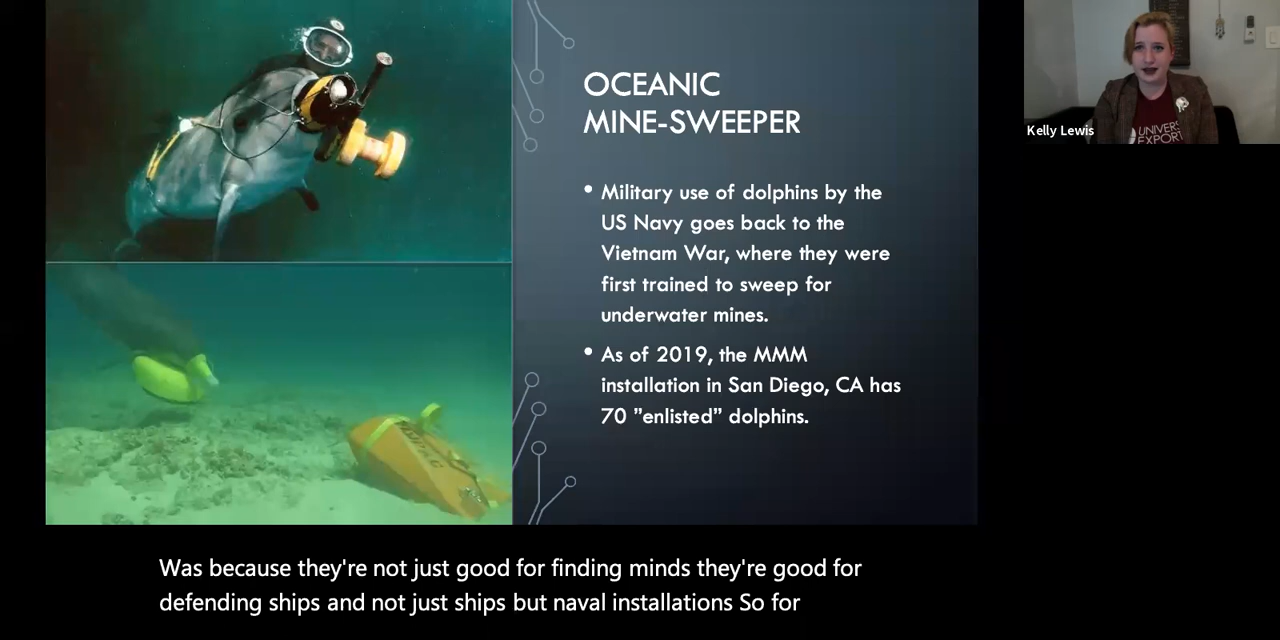 OCEANIC
MINE-SWEEPER
• Military use of dolphins by the
US Navy goes back to the
Vietnam War, where they were
first trained to sweep for
underwater mines.
• As of 2019, the MMM
installation in San Diego, CA has
70 ”enlisted” dolphins.
Kelly Lewis
UNIVERS
EXPORT
Was because they're not just good for finding minds they're good for
defending ships and not just ships but naval installations So for